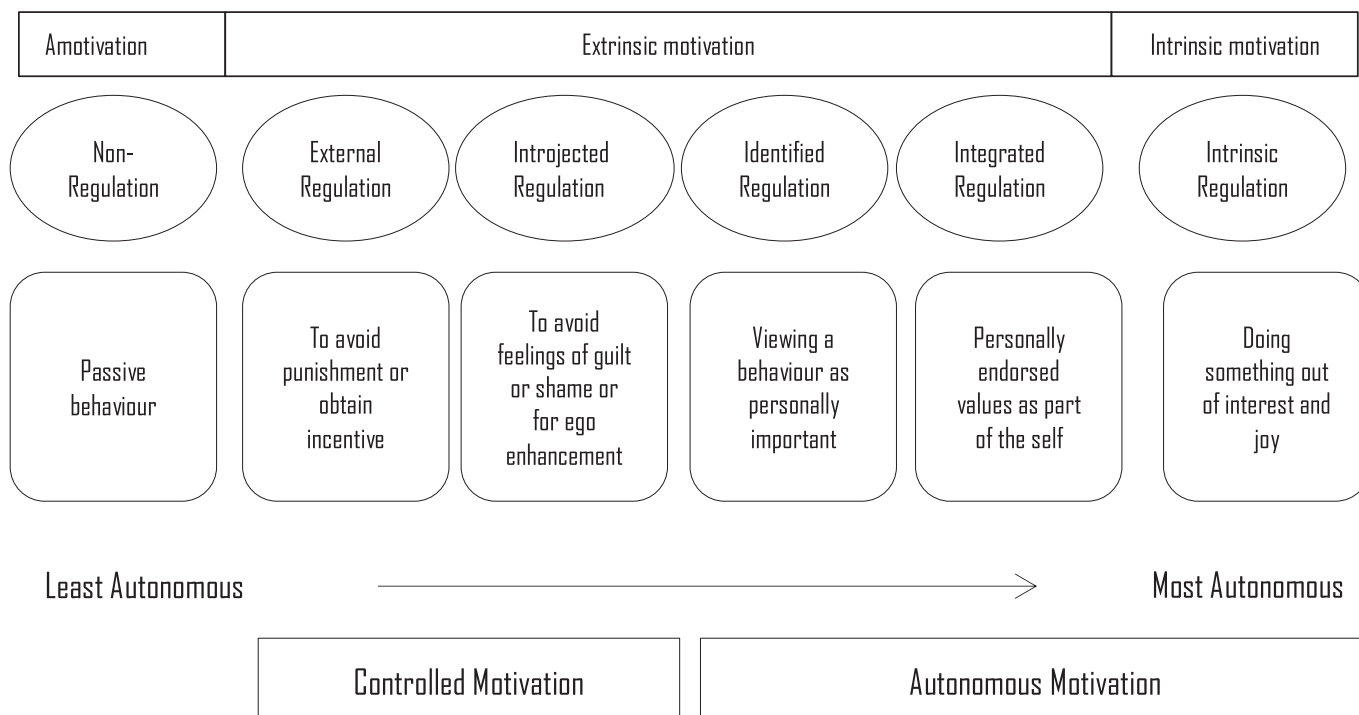 Amotivation
Extrinsic motivation
Intrinsic motivation
Non-
Regulation
External
Regulation
Introjected
Regulation
Identified
Regulation
Integrated
Regulation
Intrinsic
Regulation
Passive
behaviour
To avoid
punishment or
obtain
incentive
To avoid
feelings of guilt
or shame or
for ego
enhancement
Viewing a
behaviour as
personally
important
Personally
endorsed
values as part
of the self
Doing
something out
of interest and
joy
Least Autonomous
Most Autonomous
Controlled Motivation
Autonomous Motivation